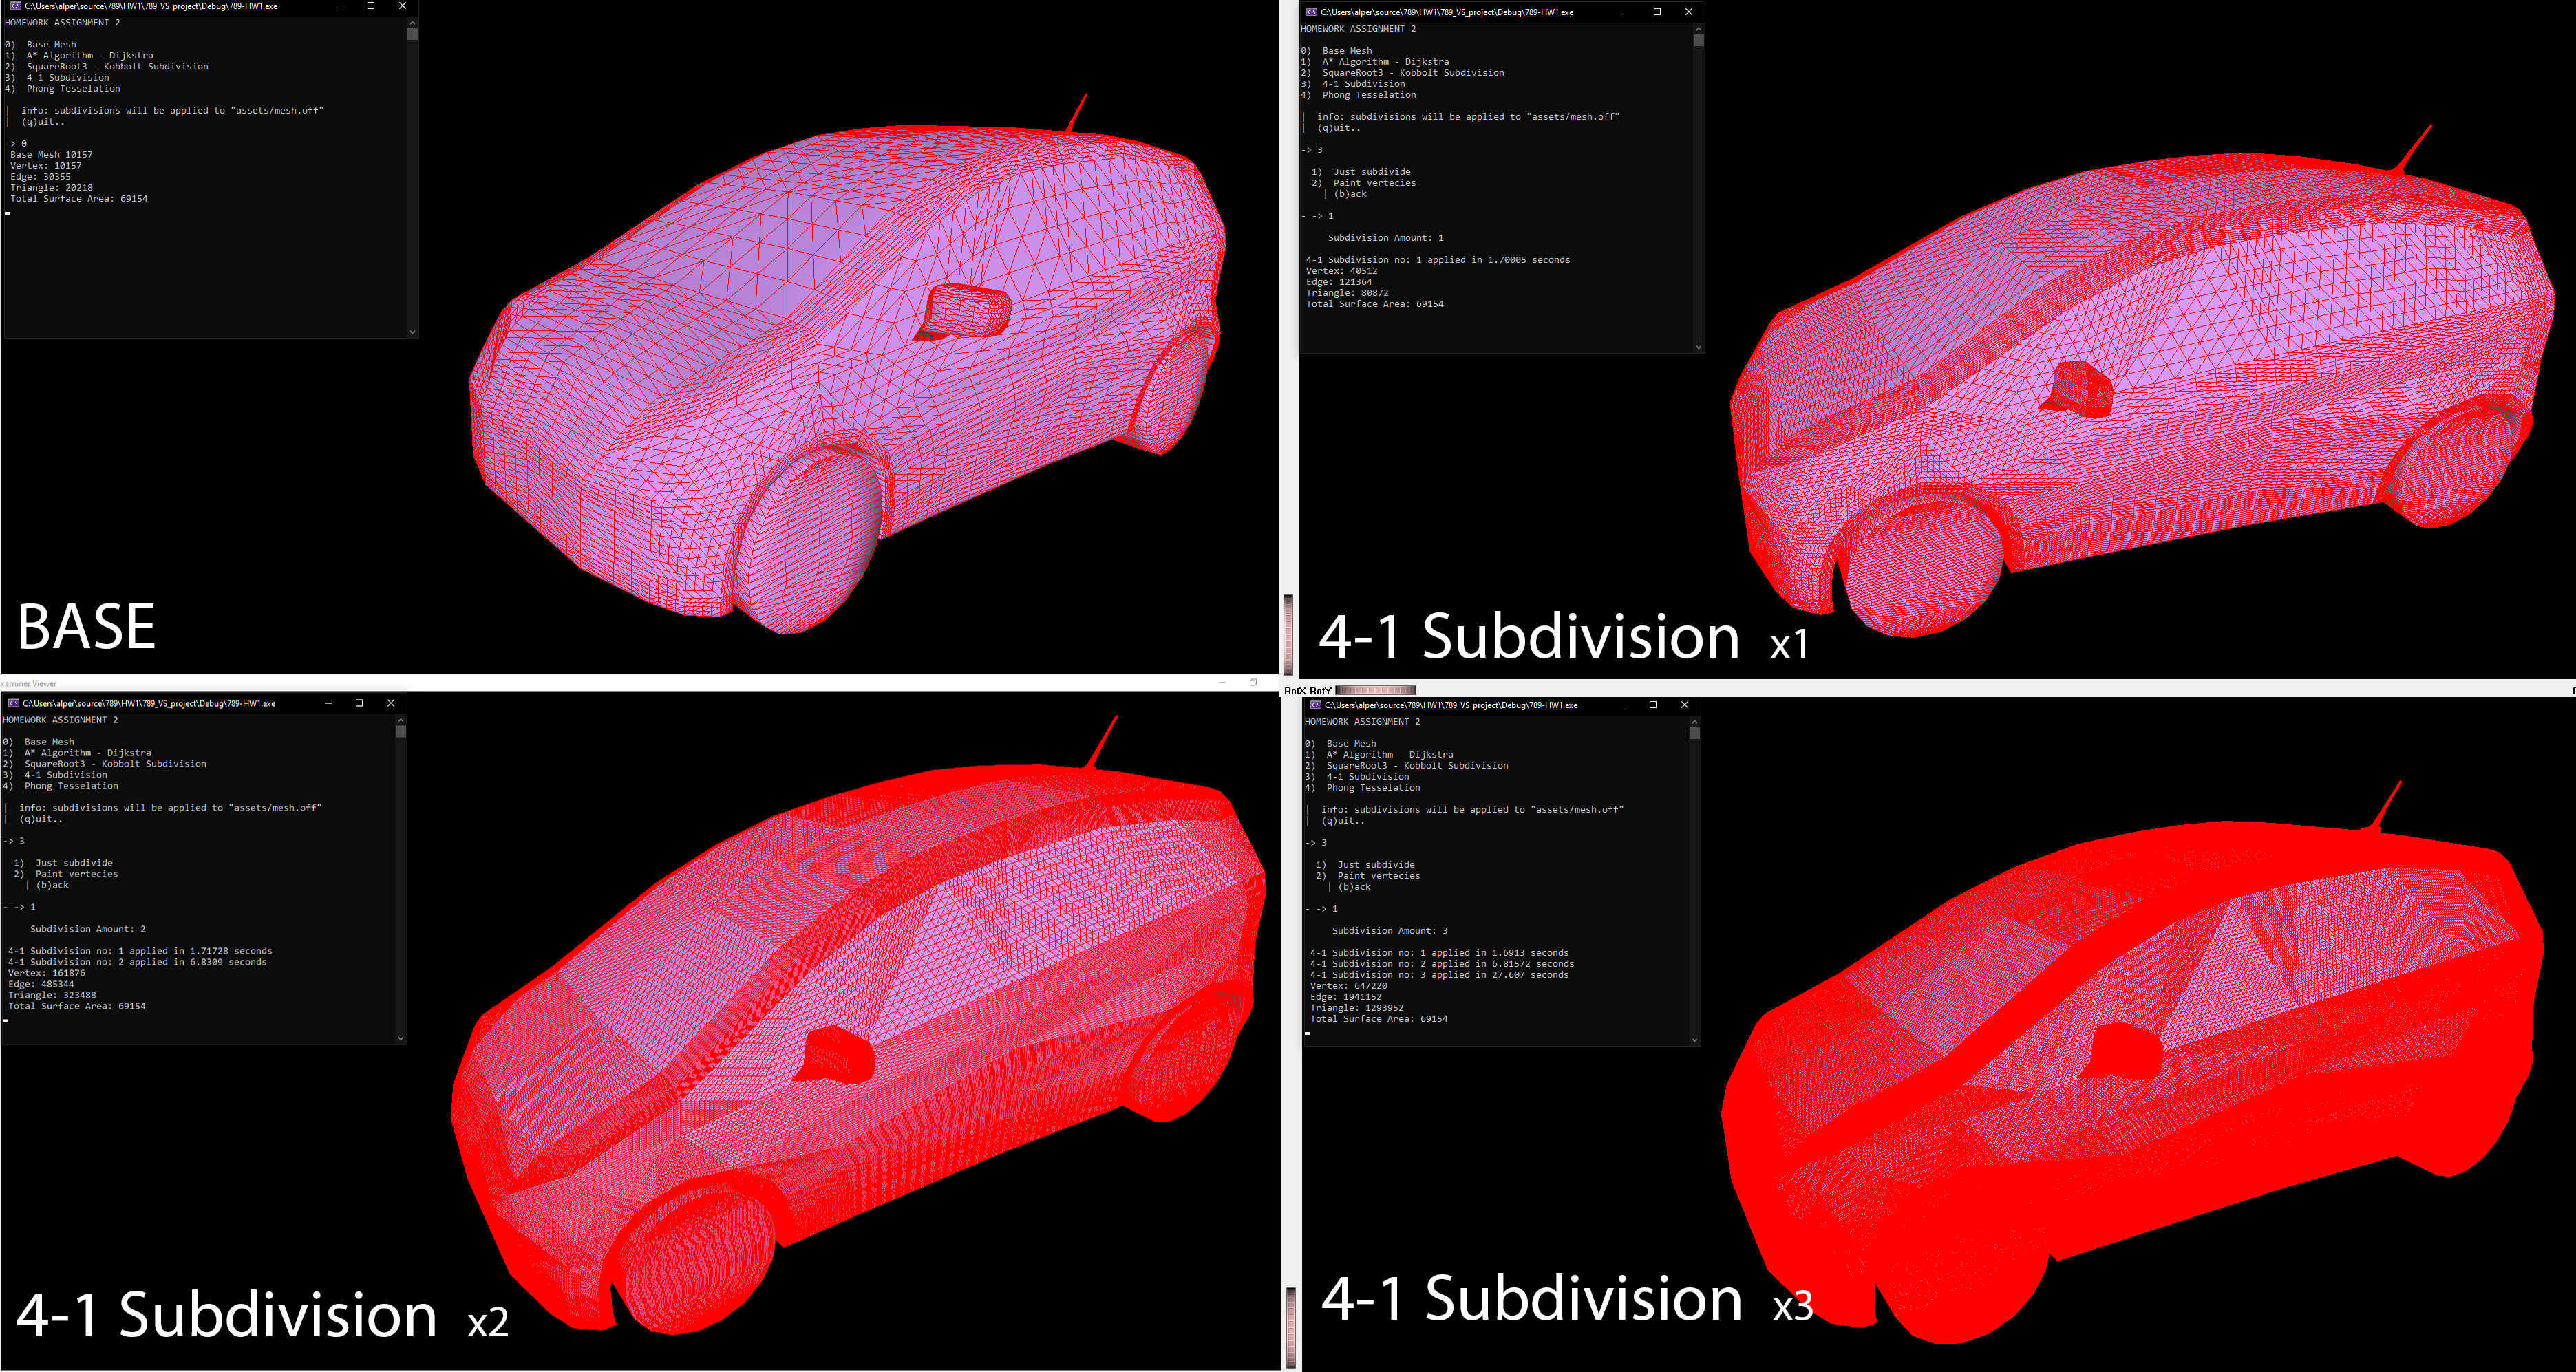 C:\Users\alper\source\789\HW1\789_VS_project\Debug\789-HW1.exe
HOMEWORK ASSIGNMENT 2
0) Base Mesh
1) A* Algorithm - Dijkstra
2) SquareRoot3 - Kobbolt Subdivision
3) 4-1 Subdivision
4) Phong Tesselation
| info: subdivisions will be applied to "assets/mesh.off"
| (q)uit..
-> 0
Base Mesh 10157
Vertex: 10157
Edge: 30355
Triangle: 20218
Total Surface Area: 69154
BASE
C:\Users\alper\source\789\HW1\789_VS_project\Debug\789-HW1.exe
HOMEWORK ASSIGNMENT 2
0) Base Mesh
1) A* Algorithm - Dijkstra
2) SquareRoot3 - Kobbolt Subdivision
3) 4-1 Subdivision
4) Phong Tesselation
| info: subdivisions will be applied to "assets/mesh.off"
| (q)uit..
-> 3
1) Just subdivide
2) Paint vertecies
| (b)ack
- -> 1
Subdivision Amount: 1
4-1 Subdivision no: 1 applied in 1.70005 seconds
Vertex: 40512
Edge: 121364
Triangle: 80872
Total Surface Area: 69154
4-1 Subdivision x1
RotX RotY
xaminer Viewer
C:\Users\alper\source\789\HW1\789_VS_project\Debug\789-HW1.exe
HOMEWORK ASSIGNMENT 2
0) Base Mesh
1) A* Algorithm - Dijkstra
2) SquareRoot3 - Kobbolt Subdivision
3) 4-1 Subdivision
4) Phong Tesselation
| info: subdivisions will be applied to "assets/mesh.off"
| (q)uit..
-> 3
1) Just subdivide
2) Paint vertecies
| (b)ack
- -> 1
Subdivision Amount: 2
4-1 Subdivision no: 1 applied in 1.71728 seconds
4-1 Subdivision no: 2 applied in 6.8309 seconds
Vertex: 161876
Edge: 485344
Triangle: 323488
Total Surface Area: 69154
4-1 Subdivision x2
C:\Users\alper\source\789\HW1\789_VS_project\Debug\789-HW1.exe
HOMEWORK ASSIGNMENT 2
0) Base Mesh
1) A* Algorithm - Dijkstra
2) SquareRoot3 - Kobbolt Subdivision
3) 4-1 Subdivision
4) Phong Tesselation
| info: subdivisions will be applied to "assets/mesh.off"
| (q)uit..
-> 3
1) Just subdivide
2) Paint vertecies
| (b)ack
- -> 1
Subdivision Amount: 3
4-1 Subdivision no: 1 applied in 1.6913 seconds
4-1 Subdivision no: 2 applied in 6.81572 seconds
4-1 Subdivision no: 3 applied in 27.607 seconds
Vertex: 647220
Edge: 1941152
Triangle: 1293952
Total Surface Area: 69154
4-1 Subdivision x3